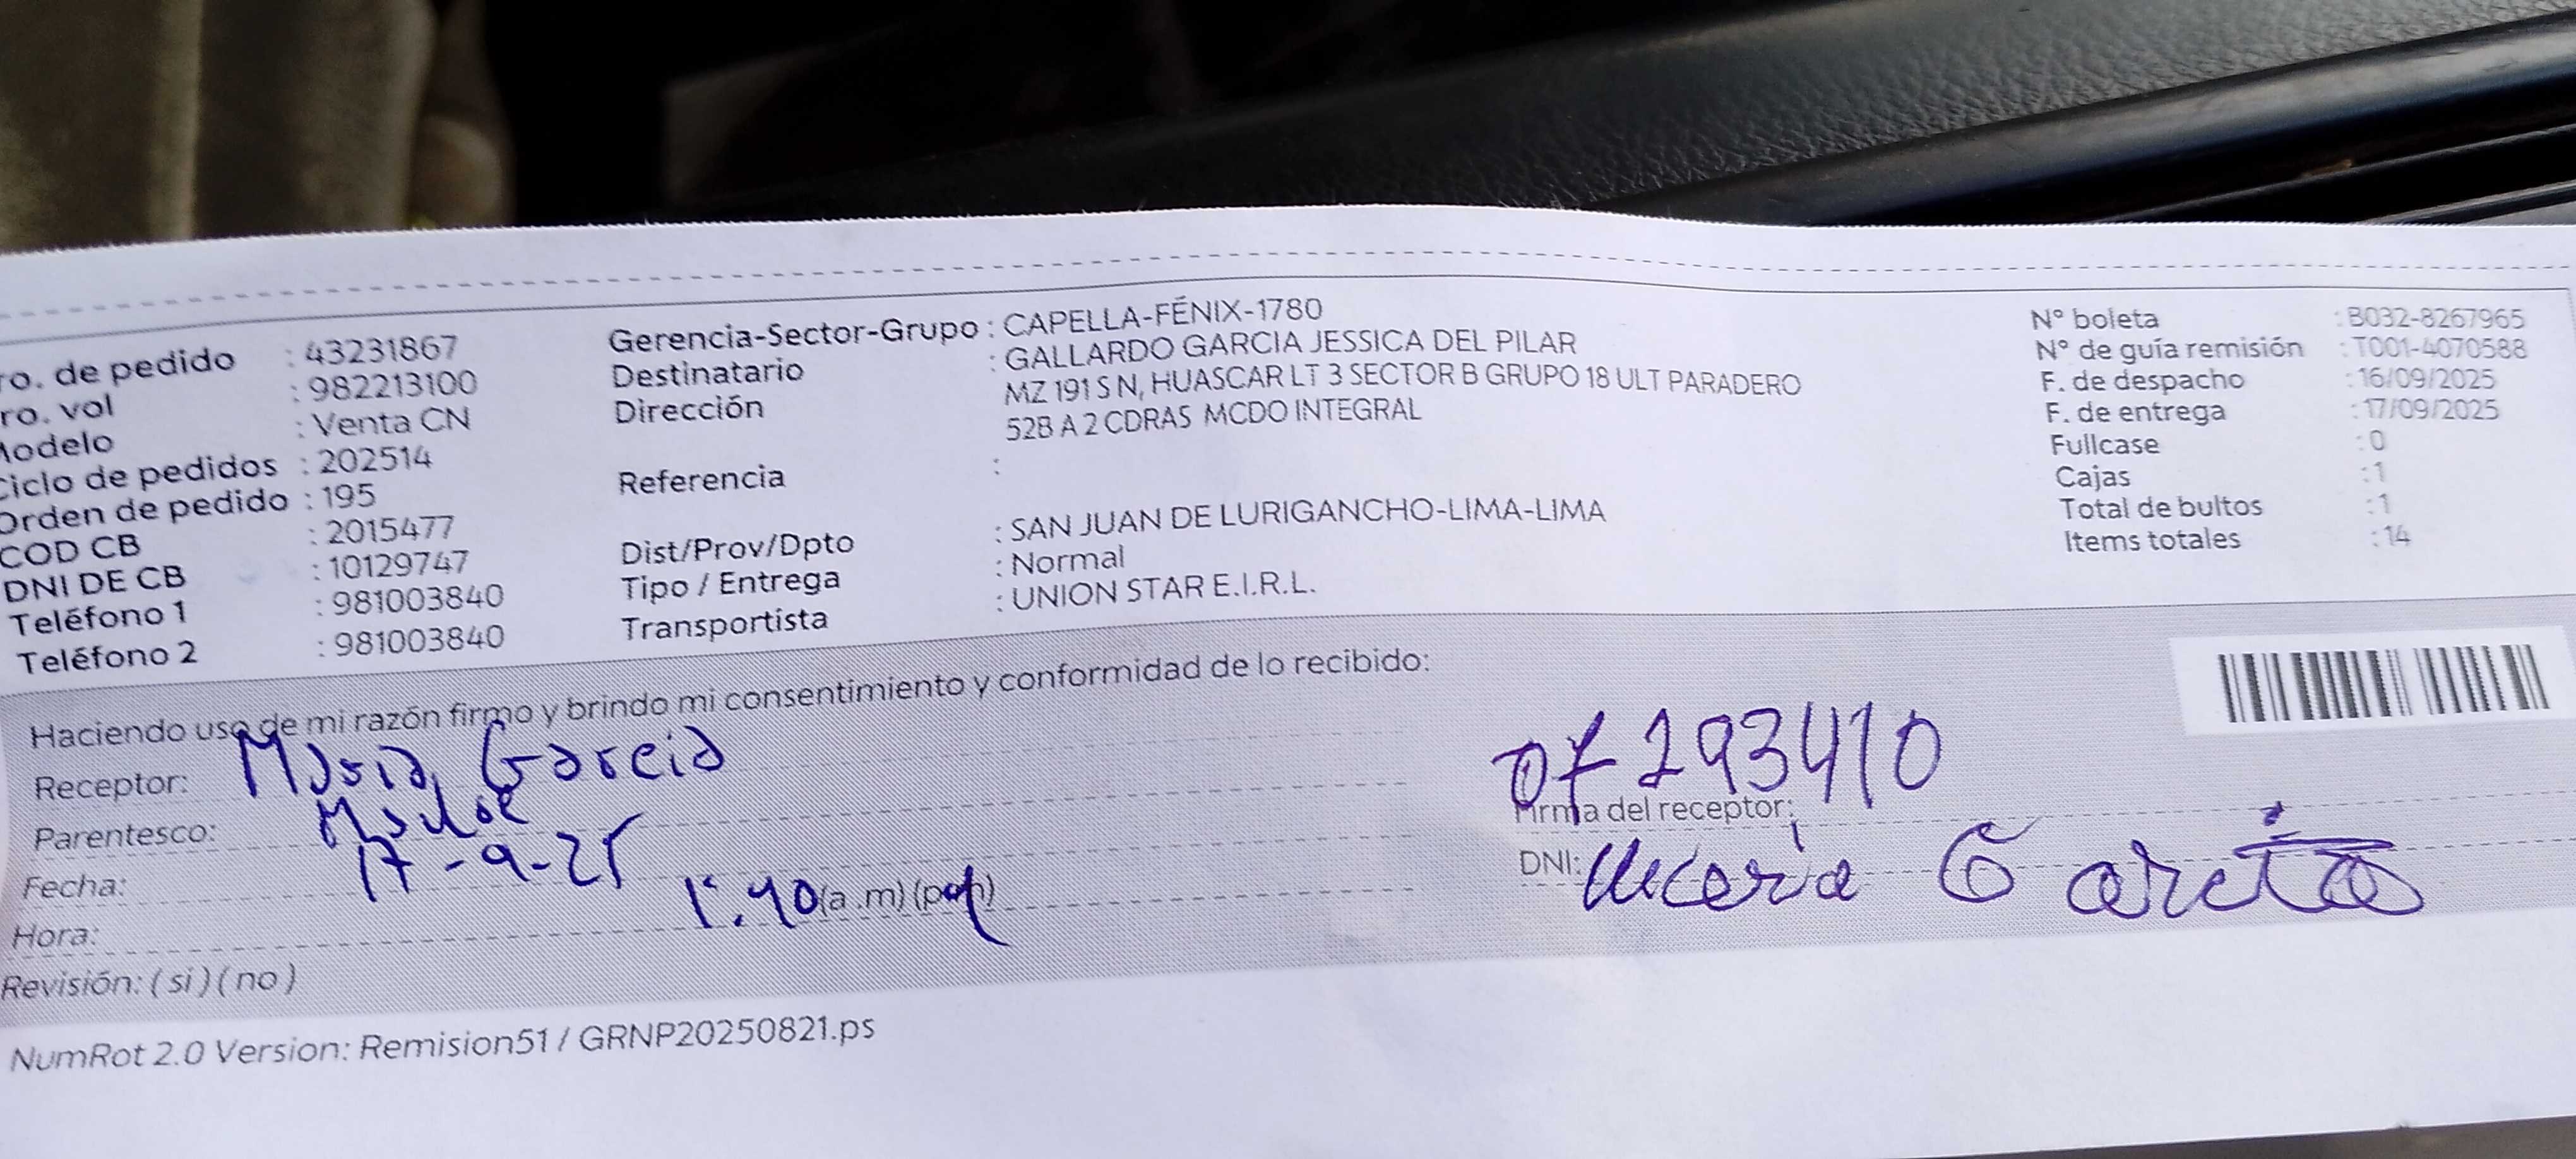 ro. de pedido : 43231867
ro. vol : 982213100
Modelo : Venta CN
Ciclo de pedidos : 202514
Orden de pedido : 195
COD CB : 2015477
DNI DE CB : 10129747
Teléfono 1 : 981003840
Teléfono 2 : 981003840
Gerencia-Sector-Grupo : CAPELLA-FÉNIX-1780
Destinatario : GALLARDO GARCIA JESSICA DEL PILAR
Dirección MZ 191 S N, HUASCAR LT 3 SECTOR B GRUPO 18 ULT PARADERO
52B A 2 CDRAS MCDO INTEGRAL
Referencia :
Dist/Prov/Dpto : SAN JUAN DE LURIGANCHO-LIMA-LIMA
Tipo / Entrega : Normal
Transportista : UNION STAR E.I.R.L.
N° boleta : B032-8267965
N° de guía remisión : T001-4070588
F. de despacho : 16/09/2025
F. de entrega : 17/09/2025
Fullcase : 0
Cajas : 1
Total de bultos : 1
Items totales : 14
Haciendo uso de mi razón firmo y brindo mi consentimiento y conformidad de lo recibido:
Receptor: Maria Garcia
Parentesco: Madre
Fecha: 17-9-25
Hora: 1:40 (a.m) (pm)
Revisión: ( si ) ( no )
07293410
Firma del receptor:
DNI: Maceria Garcia
NumRot 2.0 Version: Remision51 / GRNP20250821.ps